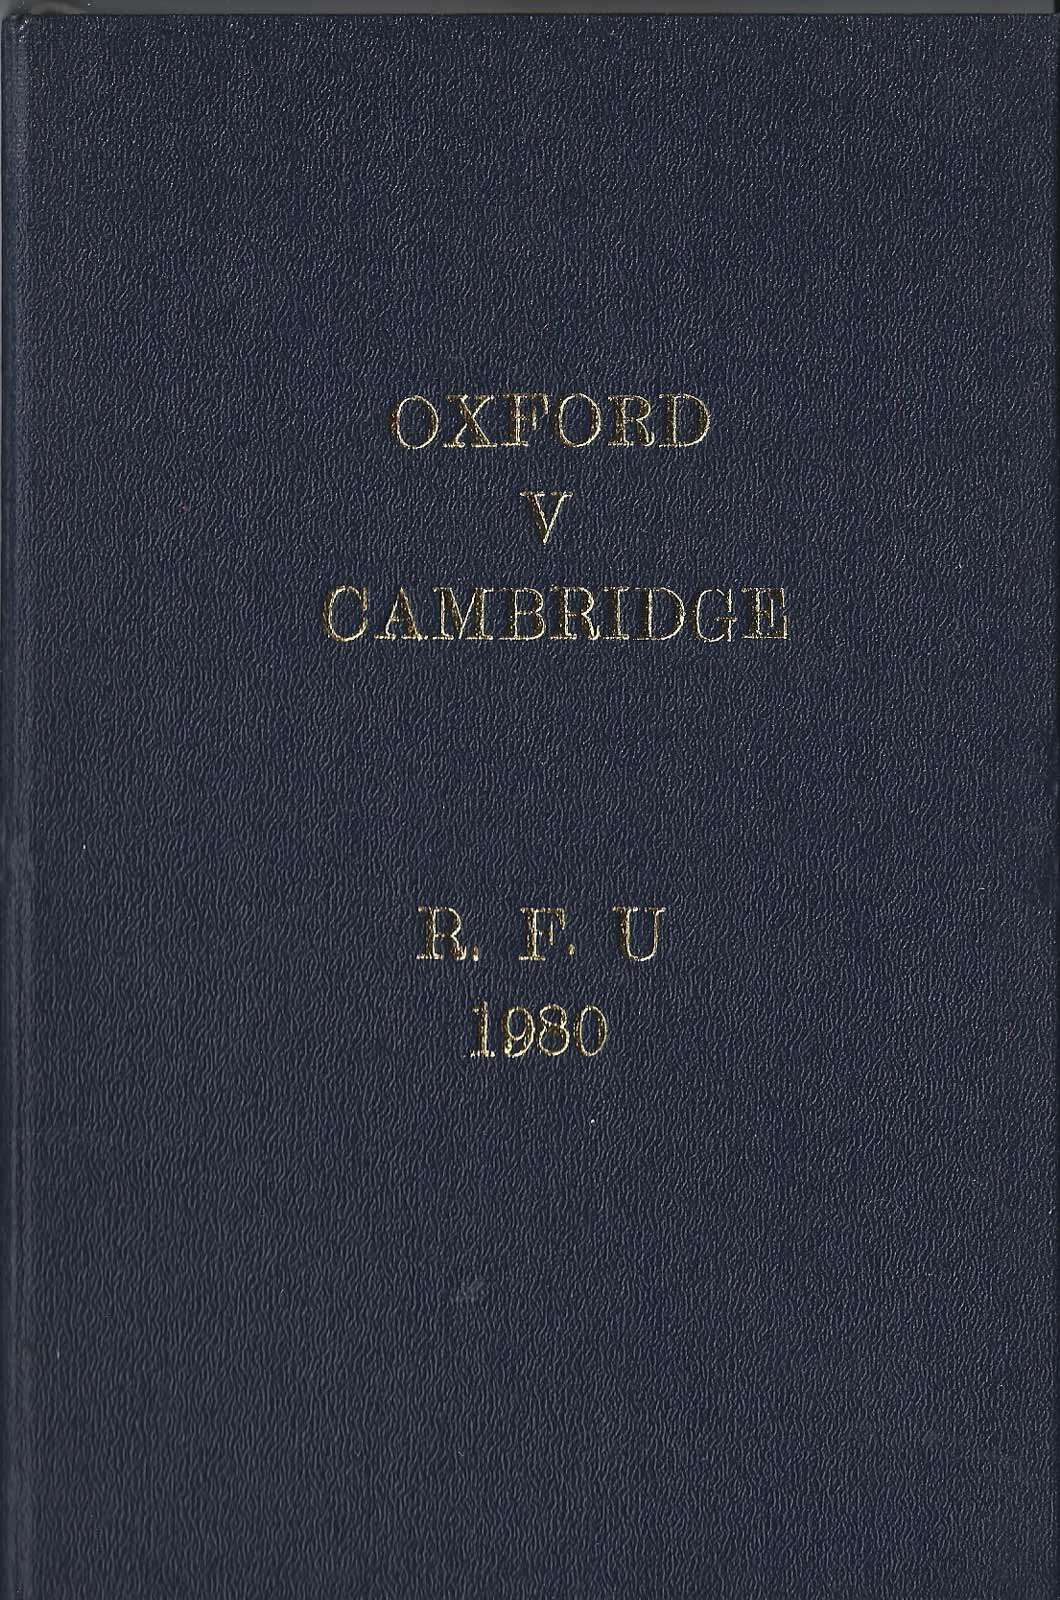 OXFORD
V
CAMBRIDGE
R. F. U
1980